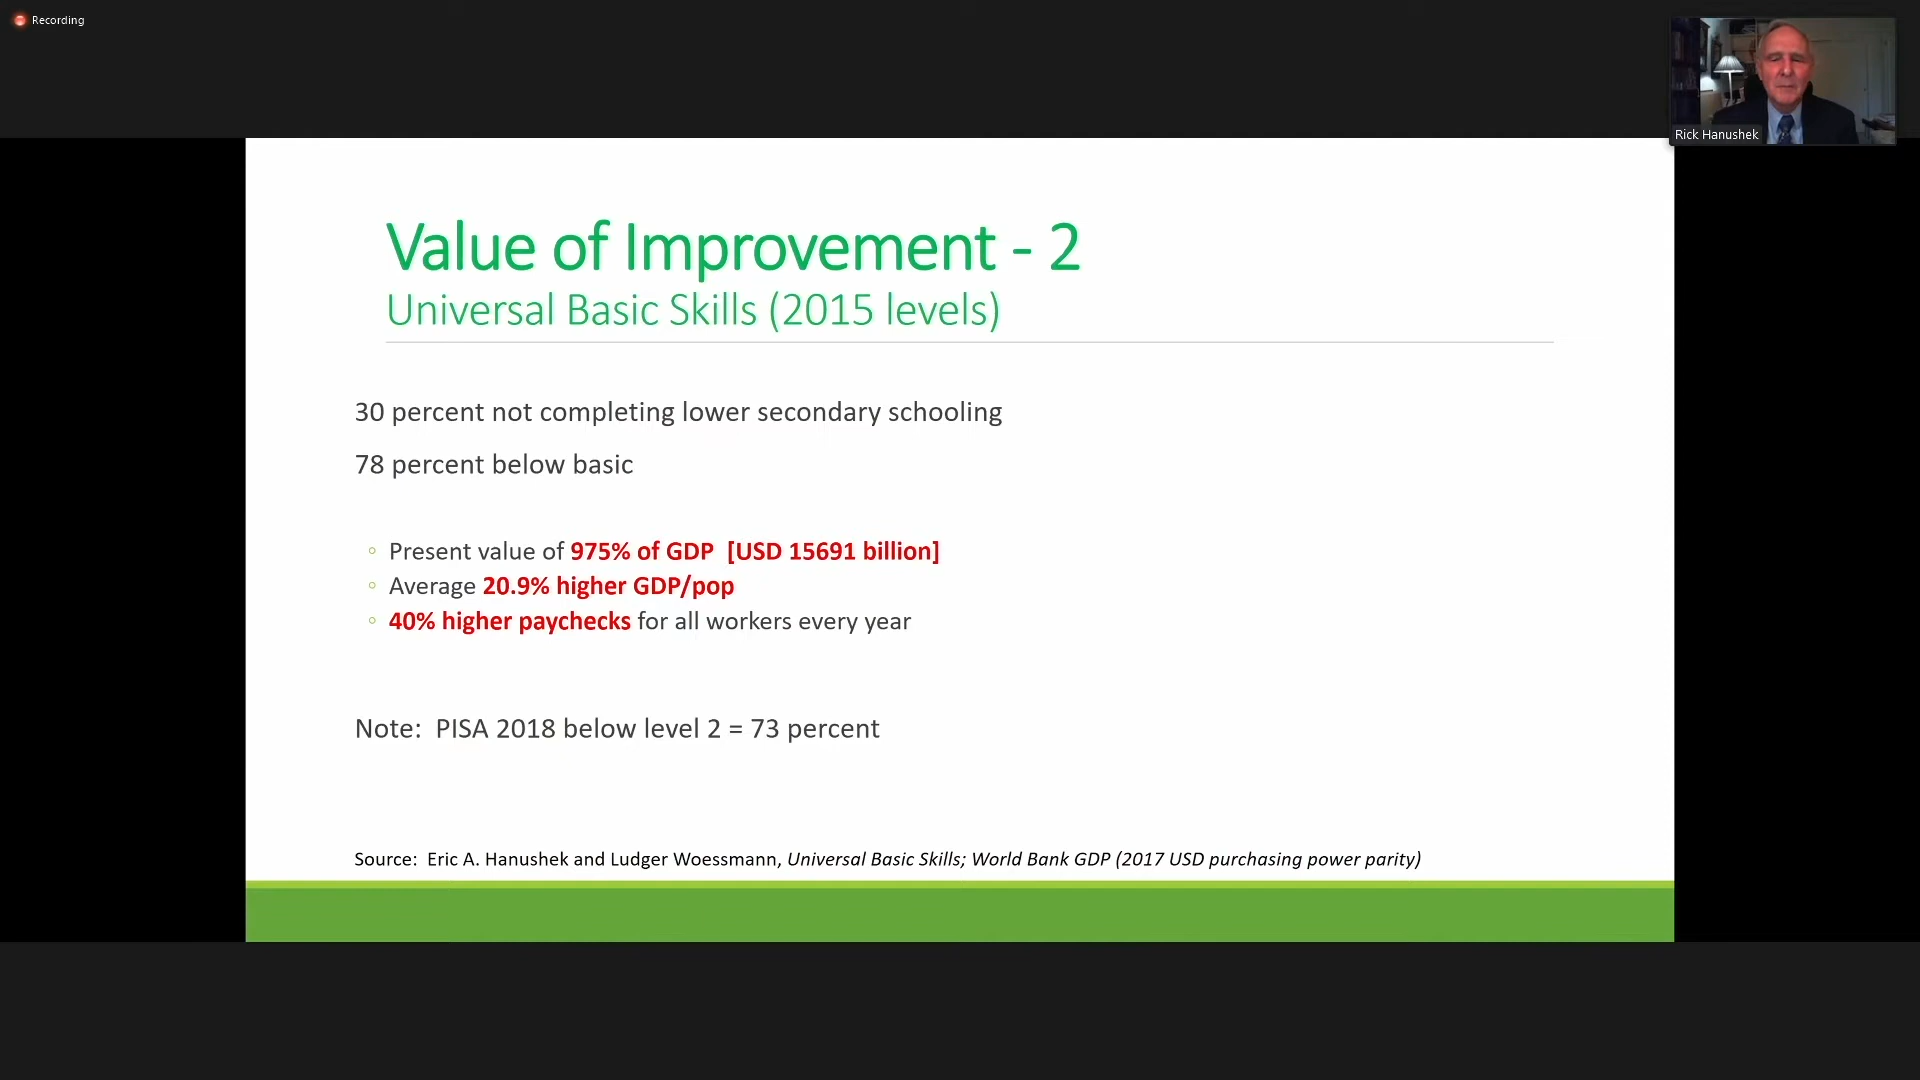 Recording
Rick Hanushek
Value of Improvement - 2
Universal Basic Skills (2015 levels)
30 percent not completing lower secondary schooling
78 percent below basic
◦ Present value of 975% of GDP [USD 15691 billion]
◦ Average 20.9% higher GDP/pop
◦ 40% higher paychecks for all workers every year
Note: PISA 2018 below level 2 = 73 percent
Source: Eric A. Hanushek and Ludger Woessmann, Universal Basic Skills; World Bank GDP (2017 USD purchasing power parity)